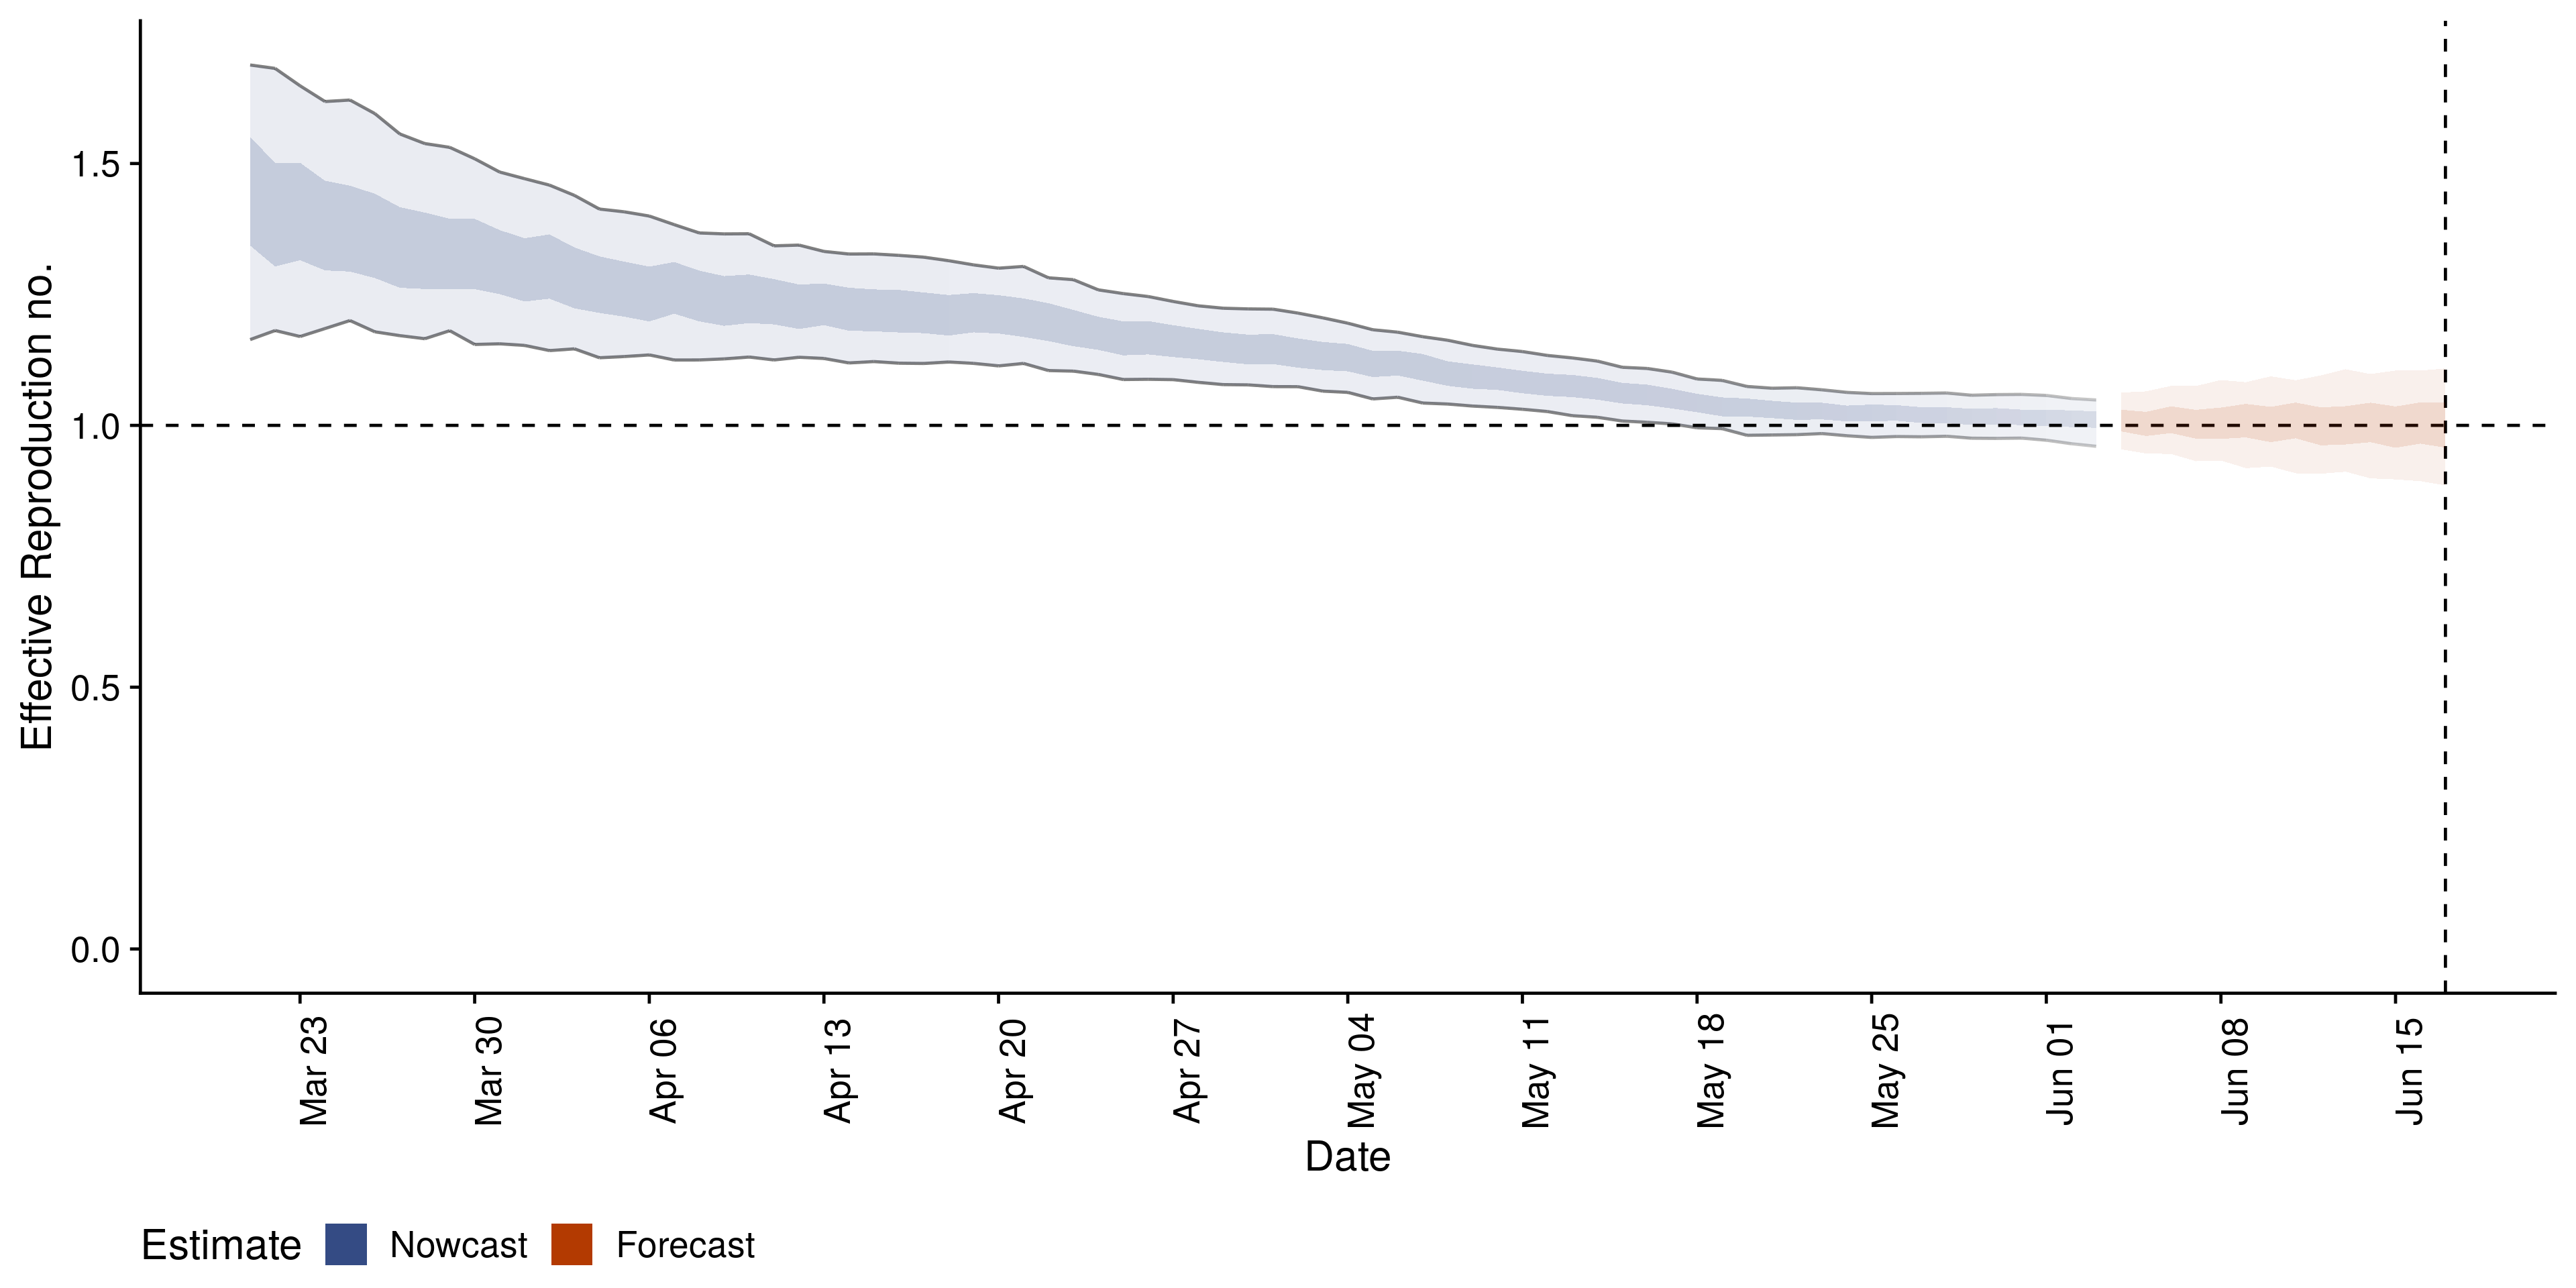 Effective Reproduction no.
1.5
1.0
0.5
0.0
Mar 23
Mar 30
Apr 06
Apr 13
Apr 20
Apr 27
May 04
May 11
May 18
May 25
Jun 01
Jun 08
Jun 15
Date
Estimate Nowcast Forecast